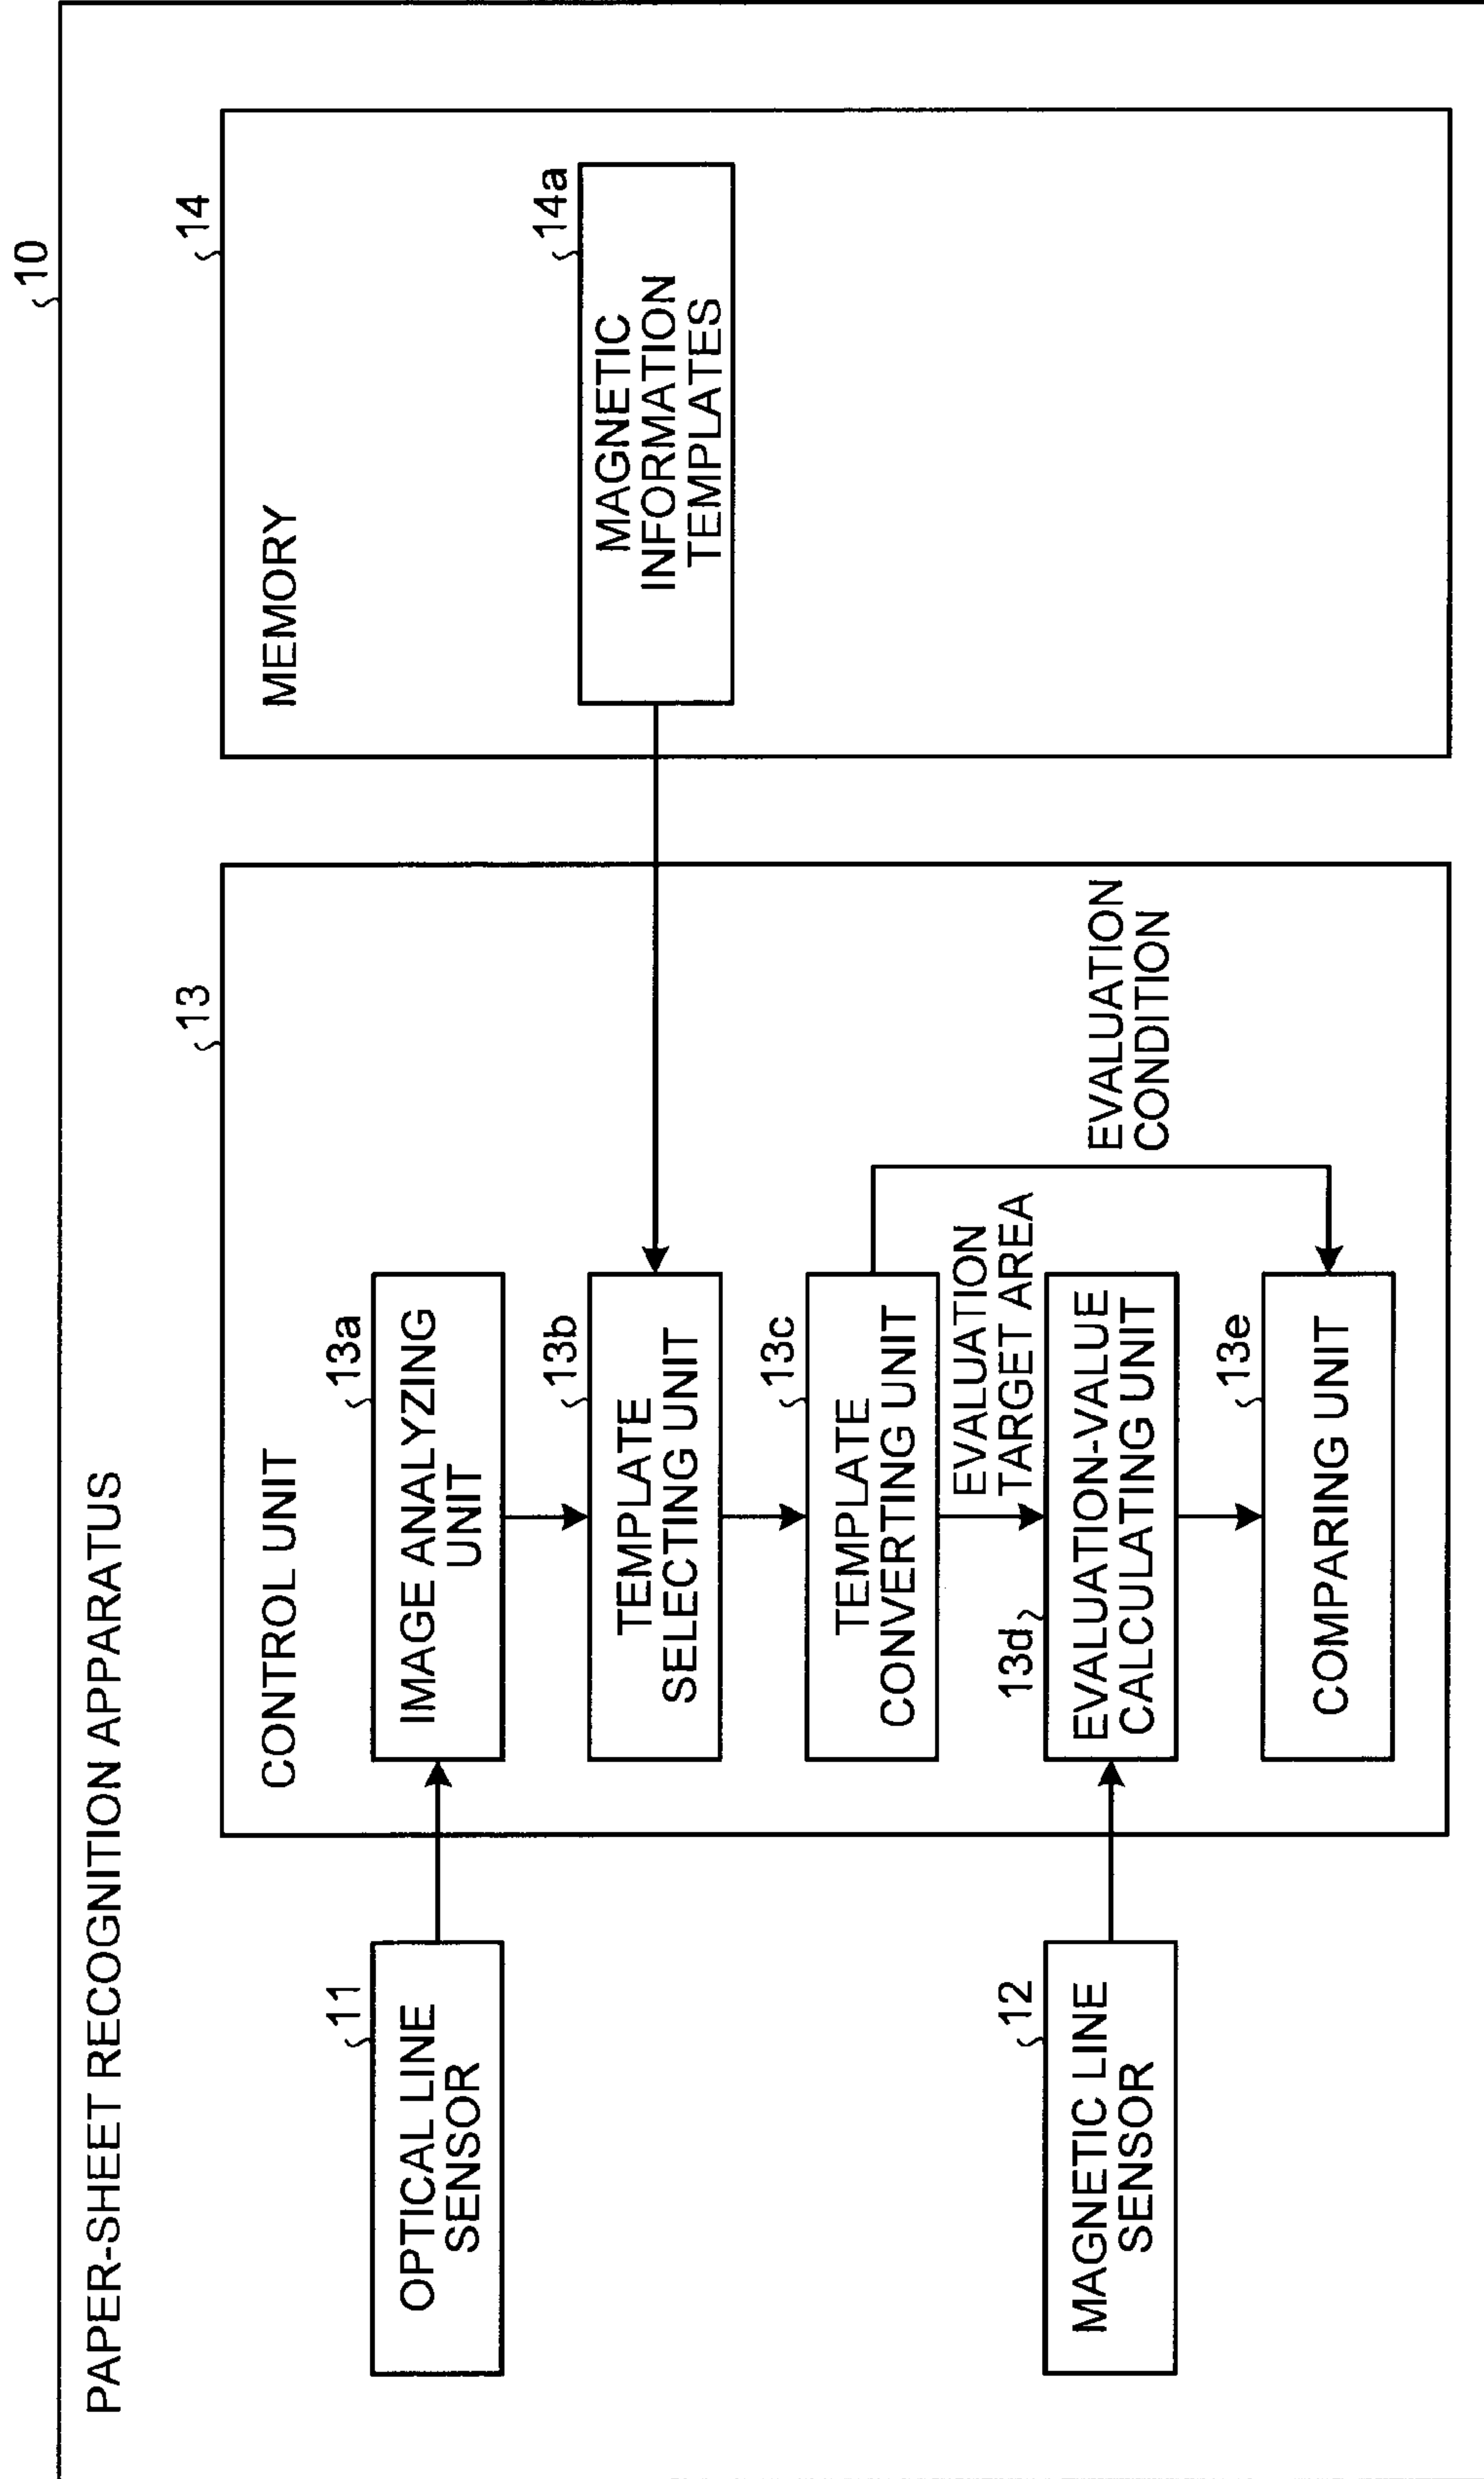 10
PAPER-SHEET RECOGNITION APPARATUS
13
14
CONTROL UNIT
MEMORY
11
OPTICAL LINE
SENSOR
13a
IMAGE ANALYZING
UNIT
13b
TEMPLATE
SELECTING UNIT
14a
MAGNETIC
INFORMATION
TEMPLATES
13c
TEMPLATE
CONVERTING UNIT
EVALUATION
TARGET AREA
EVALUATION
CONDITION
12
MAGNETIC LINE
SENSOR
13d
EVALUATION-VALUE
CALCULATING UNIT
13e
COMPARING UNIT